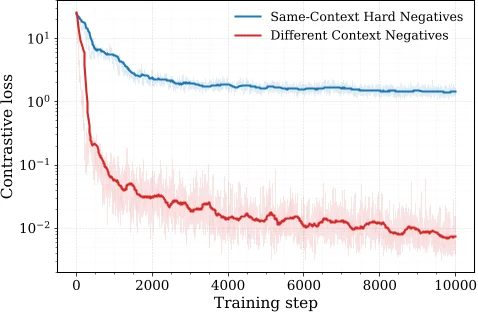 Same-Context Hard Negatives
Different Context Negatives
Contrastive loss
10¹
10⁰
10⁻¹
10⁻²
0 2000 4000 6000 8000 10000
Training step